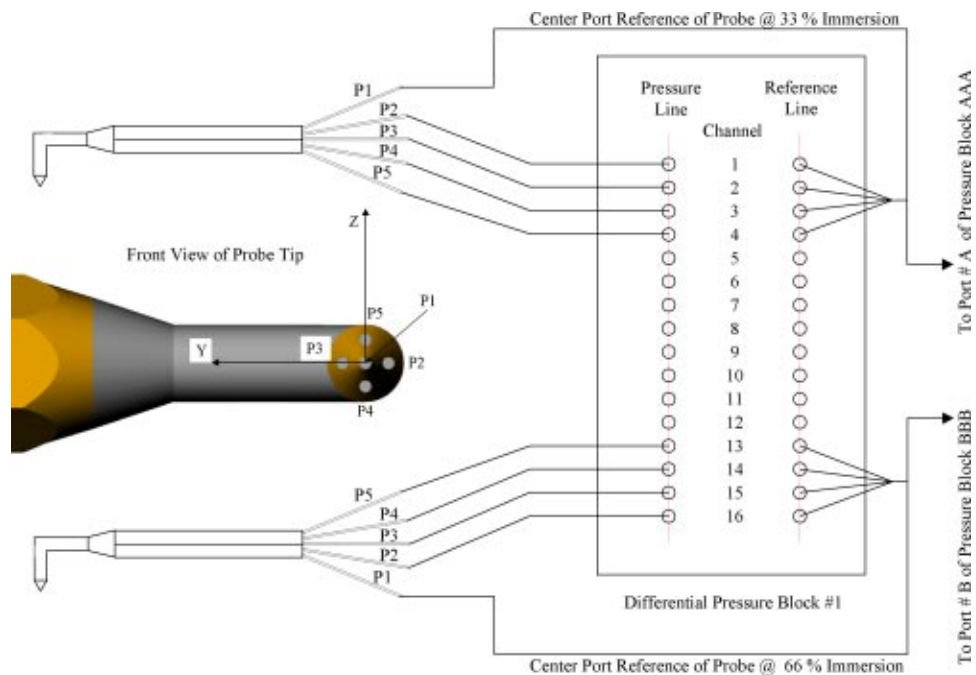 Center Port Reference of Probe @ 33 % Immersion
P1
P2
P3
P4
P5
Pressure
Line
Reference
Line
Channel
1
2
3
4
5
6
7
8
9
10
11
12
13
14
15
16
To Port # A of Pressure Block AAA
Front View of Probe Tip
Z
P1
P5
Y
P3
P2
P4
P5
P4
P3
P2
P1
To Port # B of Pressure Block BBB
Differential Pressure Block #1
Center Port Reference of Probe @ 66 % Immersion